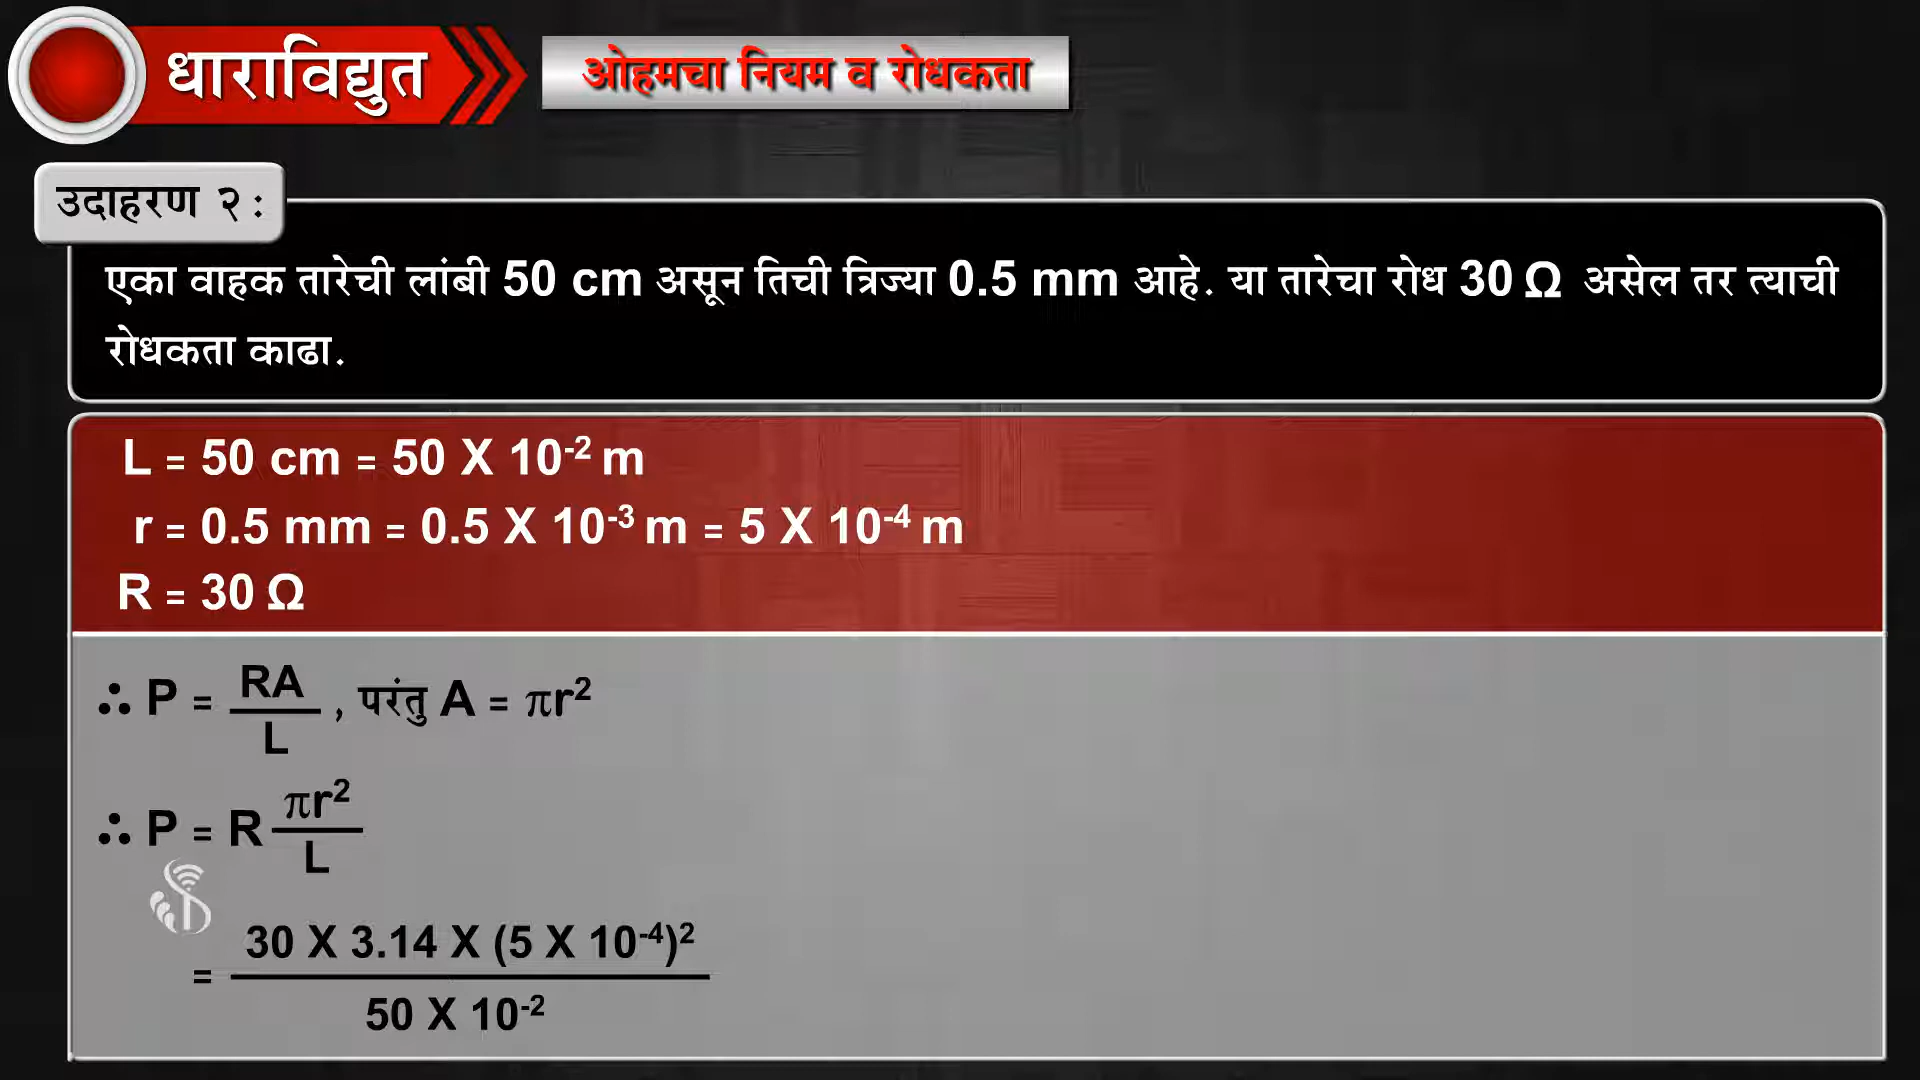 धाराविद्युत
ओहमचा नियम व रोधकता
उदाहरण २ :
एका वाहक तारेची लांबी 50 cm असून तिची त्रिज्या 0.5 mm आहे. या तारेचा रोध 30 Ω असेल तर त्याची
रोधकता काढा.
L = 50 cm = 50 X 10⁻² m
r = 0.5 mm = 0.5 X 10⁻³ m = 5 X 10⁻⁴ m
R = 30 Ω
∴ P = RA / L , परंतु A = πr²
∴ P = R πr² / L
= 30 X 3.14 X (5 X 10⁻⁴)² / 50 X 10⁻²